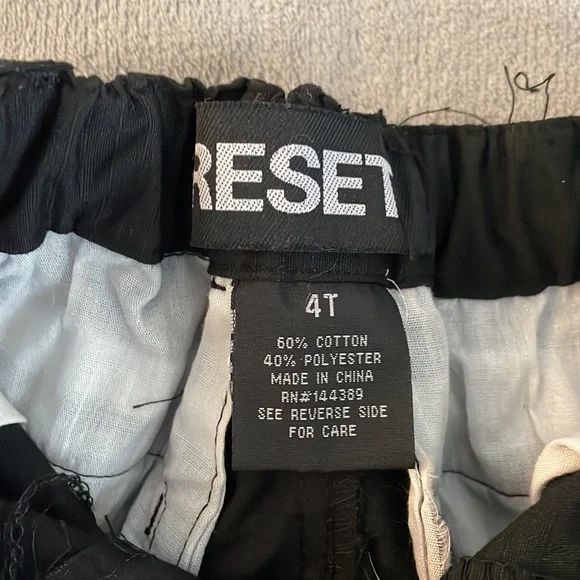 RESET
4T
60% COTTON
40% POLYESTER
MADE IN CHINA
RN#144389
SEE REVERSE SIDE
FOR CARE